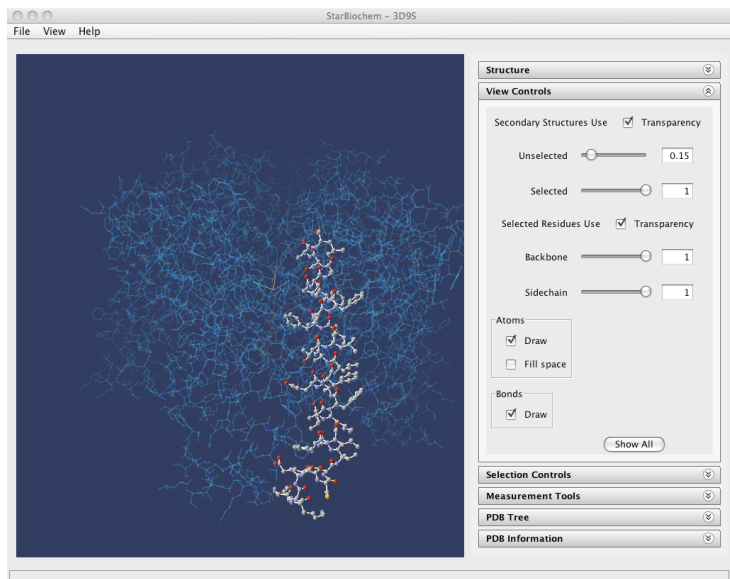 StarBiochem – 3D9S
File View Help
Structure
View Controls
Secondary Structures Use Transparency
Unselected 0.15
Selected 1
Selected Residues Use Transparency
Backbone 1
Sidechain 1
Atoms
Draw
Fill space
Bonds
Draw
Show All
Selection Controls
Measurement Tools
PDB Tree
PDB Information